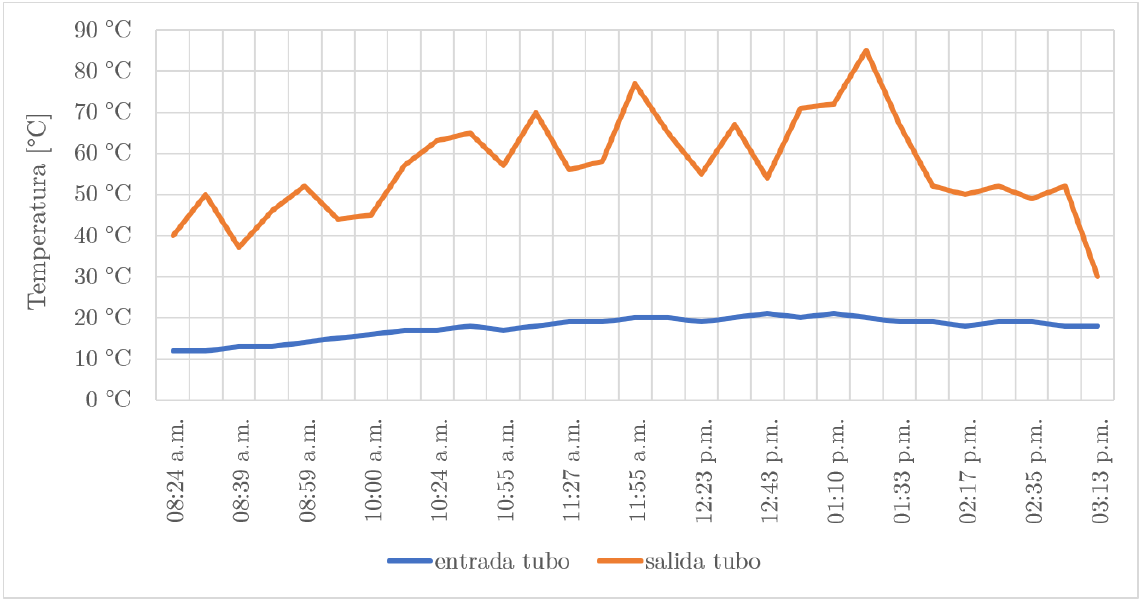 90 °C
80 °C
70 °C
60 °C
50 °C
40 °C
30 °C
20 °C
10 °C
0 °C
Temperatura [°C]
08:24 a.m.
08:39 a.m.
08:59 a.m.
10:00 a.m.
10:24 a.m.
10:55 a.m.
11:27 a.m.
11:55 a.m.
12:23 p.m.
12:43 p.m.
01:10 p.m.
01:33 p.m.
02:17 p.m.
02:35 p.m.
03:13 p.m.
entrada tubo
salida tubo